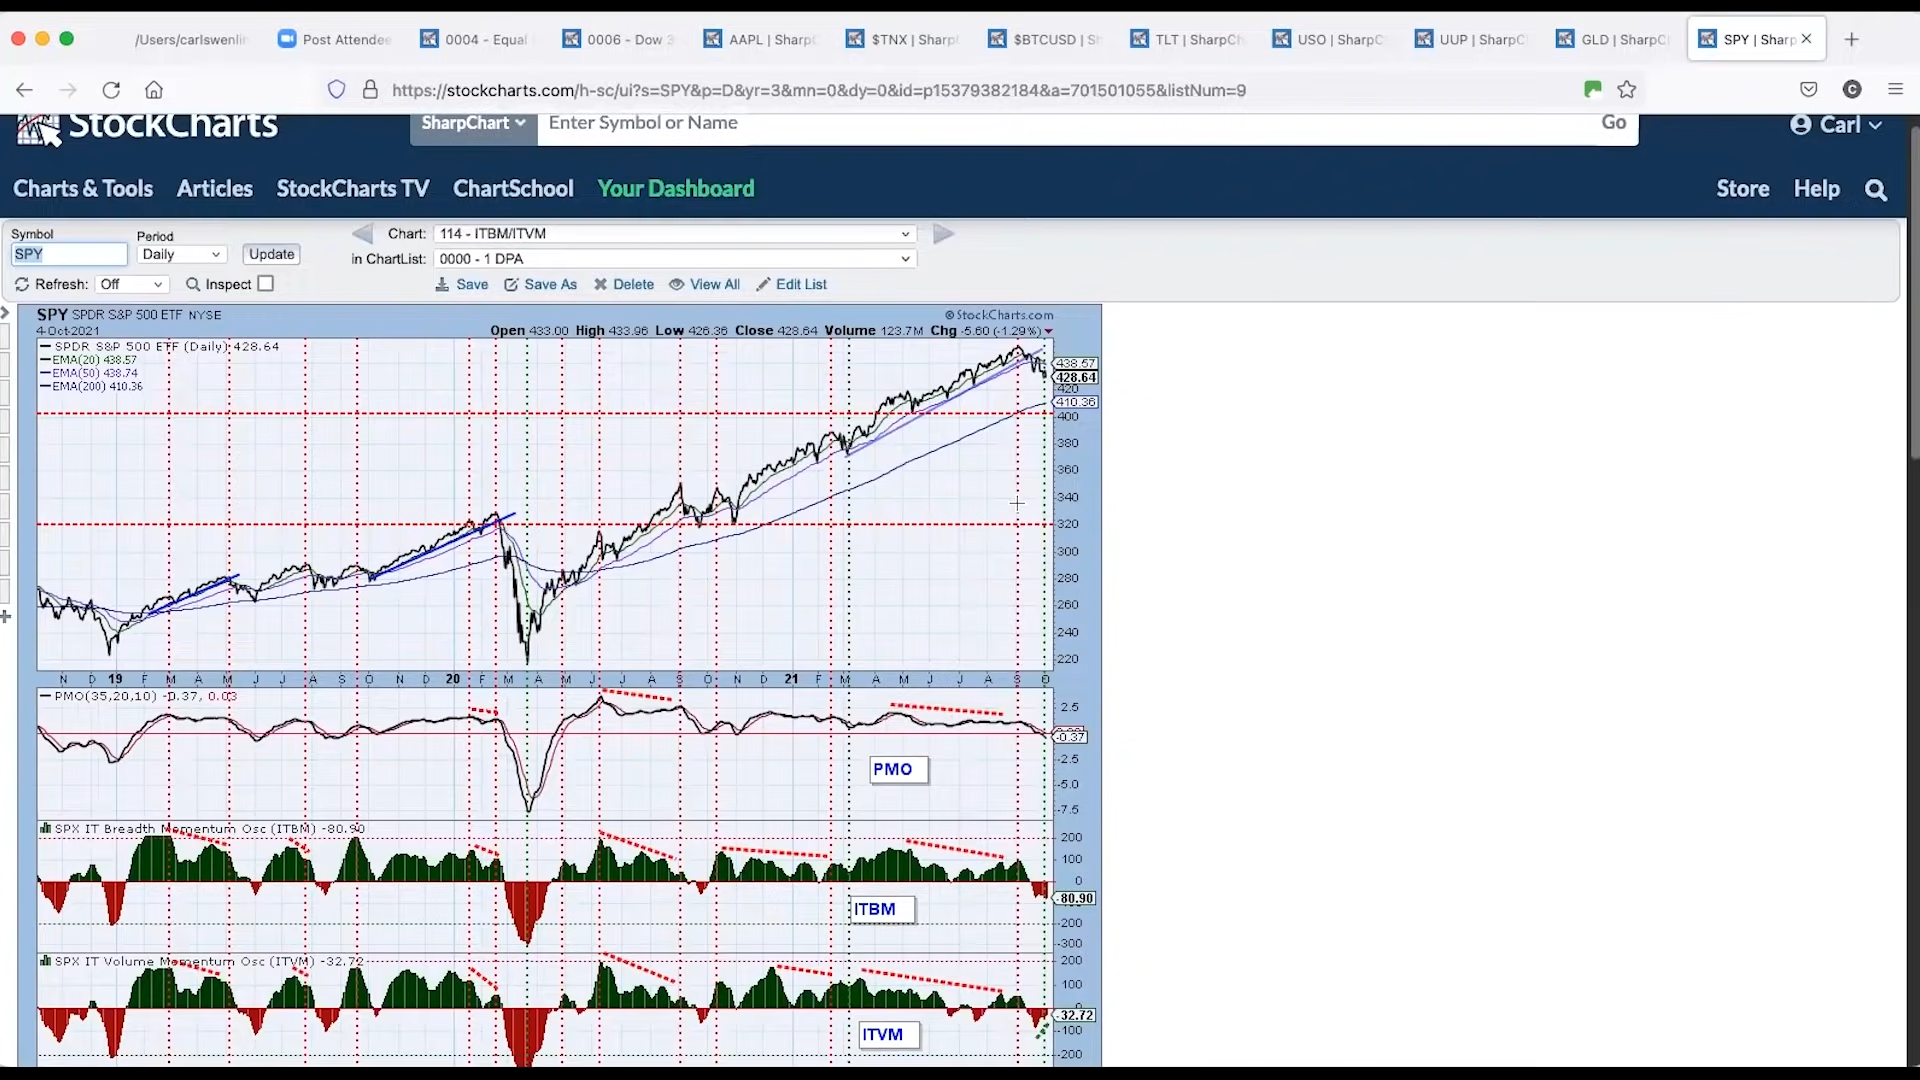 /Users/carlswenli
Post Attendee
0004 - Equal
0006 - Dow 3
AAPL | SharpC
$TNX | Sharp
$BTCUSD | S
TLT | SharpCh
USO | SharpC
UUP | SharpC
GLD | SharpC
SPY | Sharp
https://stockcharts.com/h-sc/ui?s=SPY&p=D&yr=3&mn=0&dy=0&id=p15379382184&a=701501055&listNum=9
StockCharts
SharpChart
Enter Symbol or Name
Go
Carl
Charts & Tools Articles StockCharts TV ChartSchool Your Dashboard
Store Help
Symbol
Period
SPY
Daily
Update
Chart: 114 - ITBM/ITVM
in ChartList: 0000 - 1 DPA
Refresh: Off
Inspect
Save Save As Delete View All Edit List
SPY SPDR S&P 500 ETF NYSE
© StockCharts.com
4-Oct-2021
Open 433.00 High 433.96 Low 426.36 Close 428.64 Volume 123.7M Chg -5.60 (-1.29%)
SPDR S&P 500 ETF (Daily) 428.64
EMA(20) 438.57
EMA(50) 438.74
EMA(200) 410.36
438.57
428.64
420
410.36
400
380
360
340
320
300
280
260
240
220
N D 19 F M A M J J A S O N D 20 F M A M J J A S O N D 21 F M A M J J A S O
PMO(35,20,10) -0.37, 0.03
2.5
-0.37
-2.5
-5.0
-7.5
PMO
SPX IT Breadth Momentum Osc (ITBM) -80.90
200
100
0
-80.90
-200
-300
ITBM
SPX IT Volume Momentum Osc (ITVM) -32.72
200
100
0
-32.72
-100
-200
ITVM